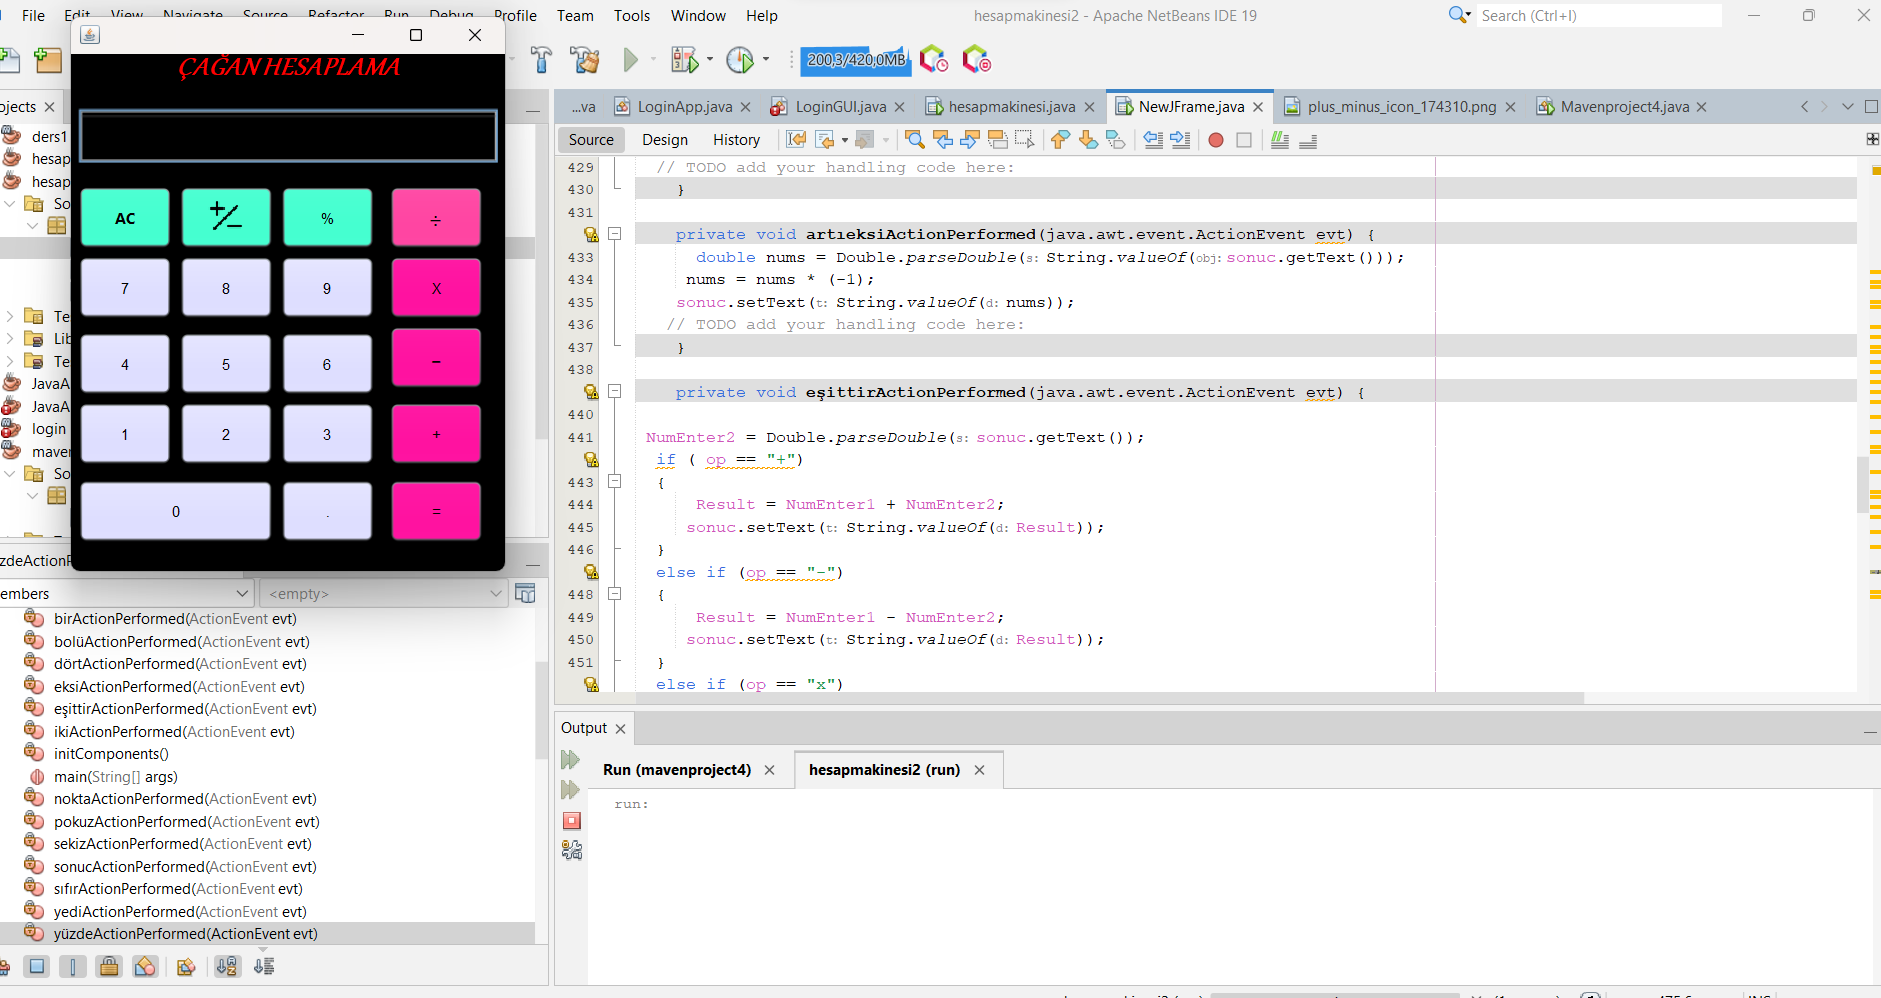 File Edit View Navigate Source Refactor Run Debug Profile Team Tools Window Help
hesapmakinesi2 - Apache NetBeans IDE 19
Search (Ctrl+I)
200,3/420,0MB
ÇAĞAN HESAPLAMA
AC
%
÷
7
8
9
X
4
5
6
−
1
2
3
+
0
.
=
ojects
ders1
hesap
hesap
So
Te
Lib
Te
JavaA
JavaA
login
maven
So
...va
LoginApp.java
LoginGUI.java
hesapmakinesi.java
NewJFrame.java
plus_minus_icon_174310.png
Mavenproject4.java
Source
Design
History
429 // TODO add your handling code here:
430 }
431
private void artıeksiActionPerformed(java.awt.event.ActionEvent evt) {
433 double nums = Double.parseDouble(s: String.valueOf(obj: sonuc.getText()));
434 nums = nums * (-1);
435 sonuc.setText(t: String.valueOf(d: nums));
436 // TODO add your handling code here:
437 }
438
private void eşittirActionPerformed(java.awt.event.ActionEvent evt) {
440
441 NumEnter2 = Double.parseDouble(s: sonuc.getText());
if ( op == "+")
443 {
444 Result = NumEnter1 + NumEnter2;
445 sonuc.setText(t: String.valueOf(d: Result));
446 }
else if (op == "-")
448 {
449 Result = NumEnter1 - NumEnter2;
450 sonuc.setText(t: String.valueOf(d: Result));
451 }
else if (op == "x")
zdeActionP
embers
<empty>
birActionPerformed(ActionEvent evt)
bolüActionPerformed(ActionEvent evt)
dörtActionPerformed(ActionEvent evt)
eksiActionPerformed(ActionEvent evt)
eşittirActionPerformed(ActionEvent evt)
ikiActionPerformed(ActionEvent evt)
initComponents()
main(String[] args)
noktaActionPerformed(ActionEvent evt)
pokuzActionPerformed(ActionEvent evt)
sekizActionPerformed(ActionEvent evt)
sonucActionPerformed(ActionEvent evt)
sıfırActionPerformed(ActionEvent evt)
yediActionPerformed(ActionEvent evt)
yüzdeActionPerformed(ActionEvent evt)
Output
Run (mavenproject4)
hesapmakinesi2 (run)
run: